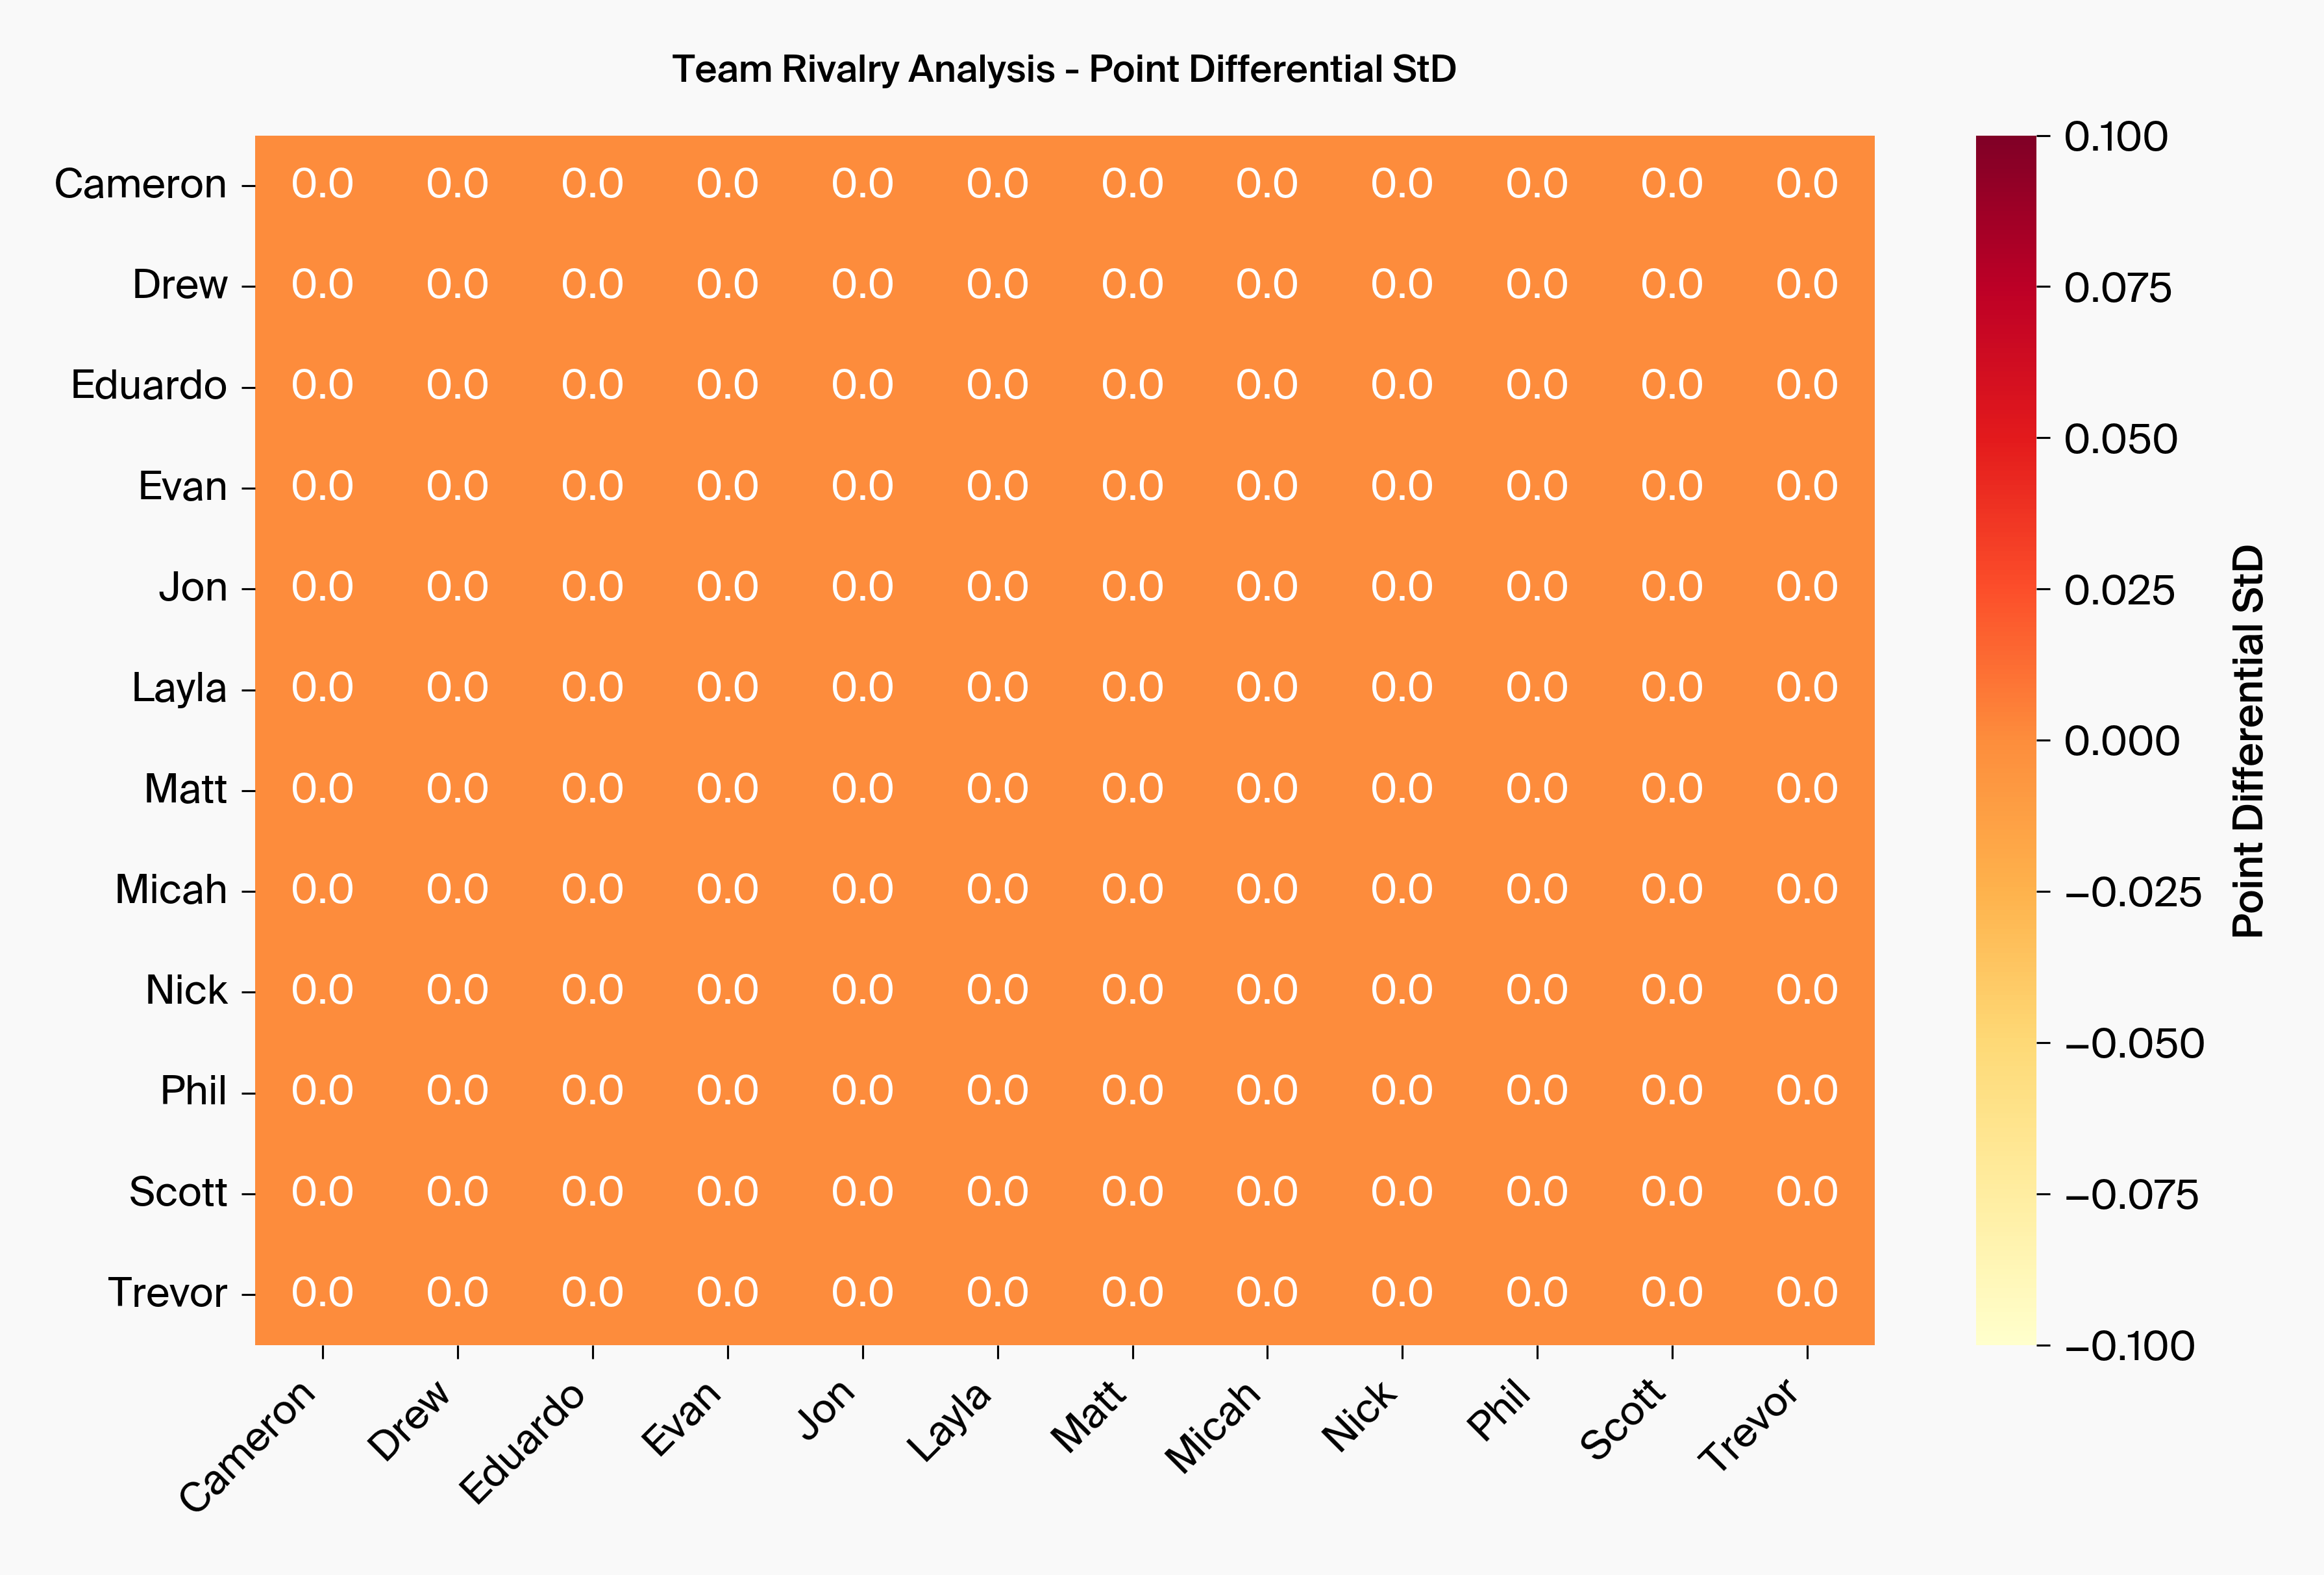 Team Rivalry Analysis - Point Differential StD
Cameron 0.0 0.0 0.0 0.0 0.0 0.0 0.0 0.0 0.0 0.0 0.0 0.0
Drew 0.0 0.0 0.0 0.0 0.0 0.0 0.0 0.0 0.0 0.0 0.0 0.0
Eduardo 0.0 0.0 0.0 0.0 0.0 0.0 0.0 0.0 0.0 0.0 0.0 0.0
Evan 0.0 0.0 0.0 0.0 0.0 0.0 0.0 0.0 0.0 0.0 0.0 0.0
Jon 0.0 0.0 0.0 0.0 0.0 0.0 0.0 0.0 0.0 0.0 0.0 0.0
Layla 0.0 0.0 0.0 0.0 0.0 0.0 0.0 0.0 0.0 0.0 0.0 0.0
Matt 0.0 0.0 0.0 0.0 0.0 0.0 0.0 0.0 0.0 0.0 0.0 0.0
Micah 0.0 0.0 0.0 0.0 0.0 0.0 0.0 0.0 0.0 0.0 0.0 0.0
Nick 0.0 0.0 0.0 0.0 0.0 0.0 0.0 0.0 0.0 0.0 0.0 0.0
Phil 0.0 0.0 0.0 0.0 0.0 0.0 0.0 0.0 0.0 0.0 0.0 0.0
Scott 0.0 0.0 0.0 0.0 0.0 0.0 0.0 0.0 0.0 0.0 0.0 0.0
Trevor 0.0 0.0 0.0 0.0 0.0 0.0 0.0 0.0 0.0 0.0 0.0 0.0
Cameron Drew Eduardo Evan Jon Layla Matt Micah Nick Phil Scott Trevor
0.100
0.075
0.050
0.025
0.000
−0.025
−0.050
−0.075
−0.100
Point Differential StD